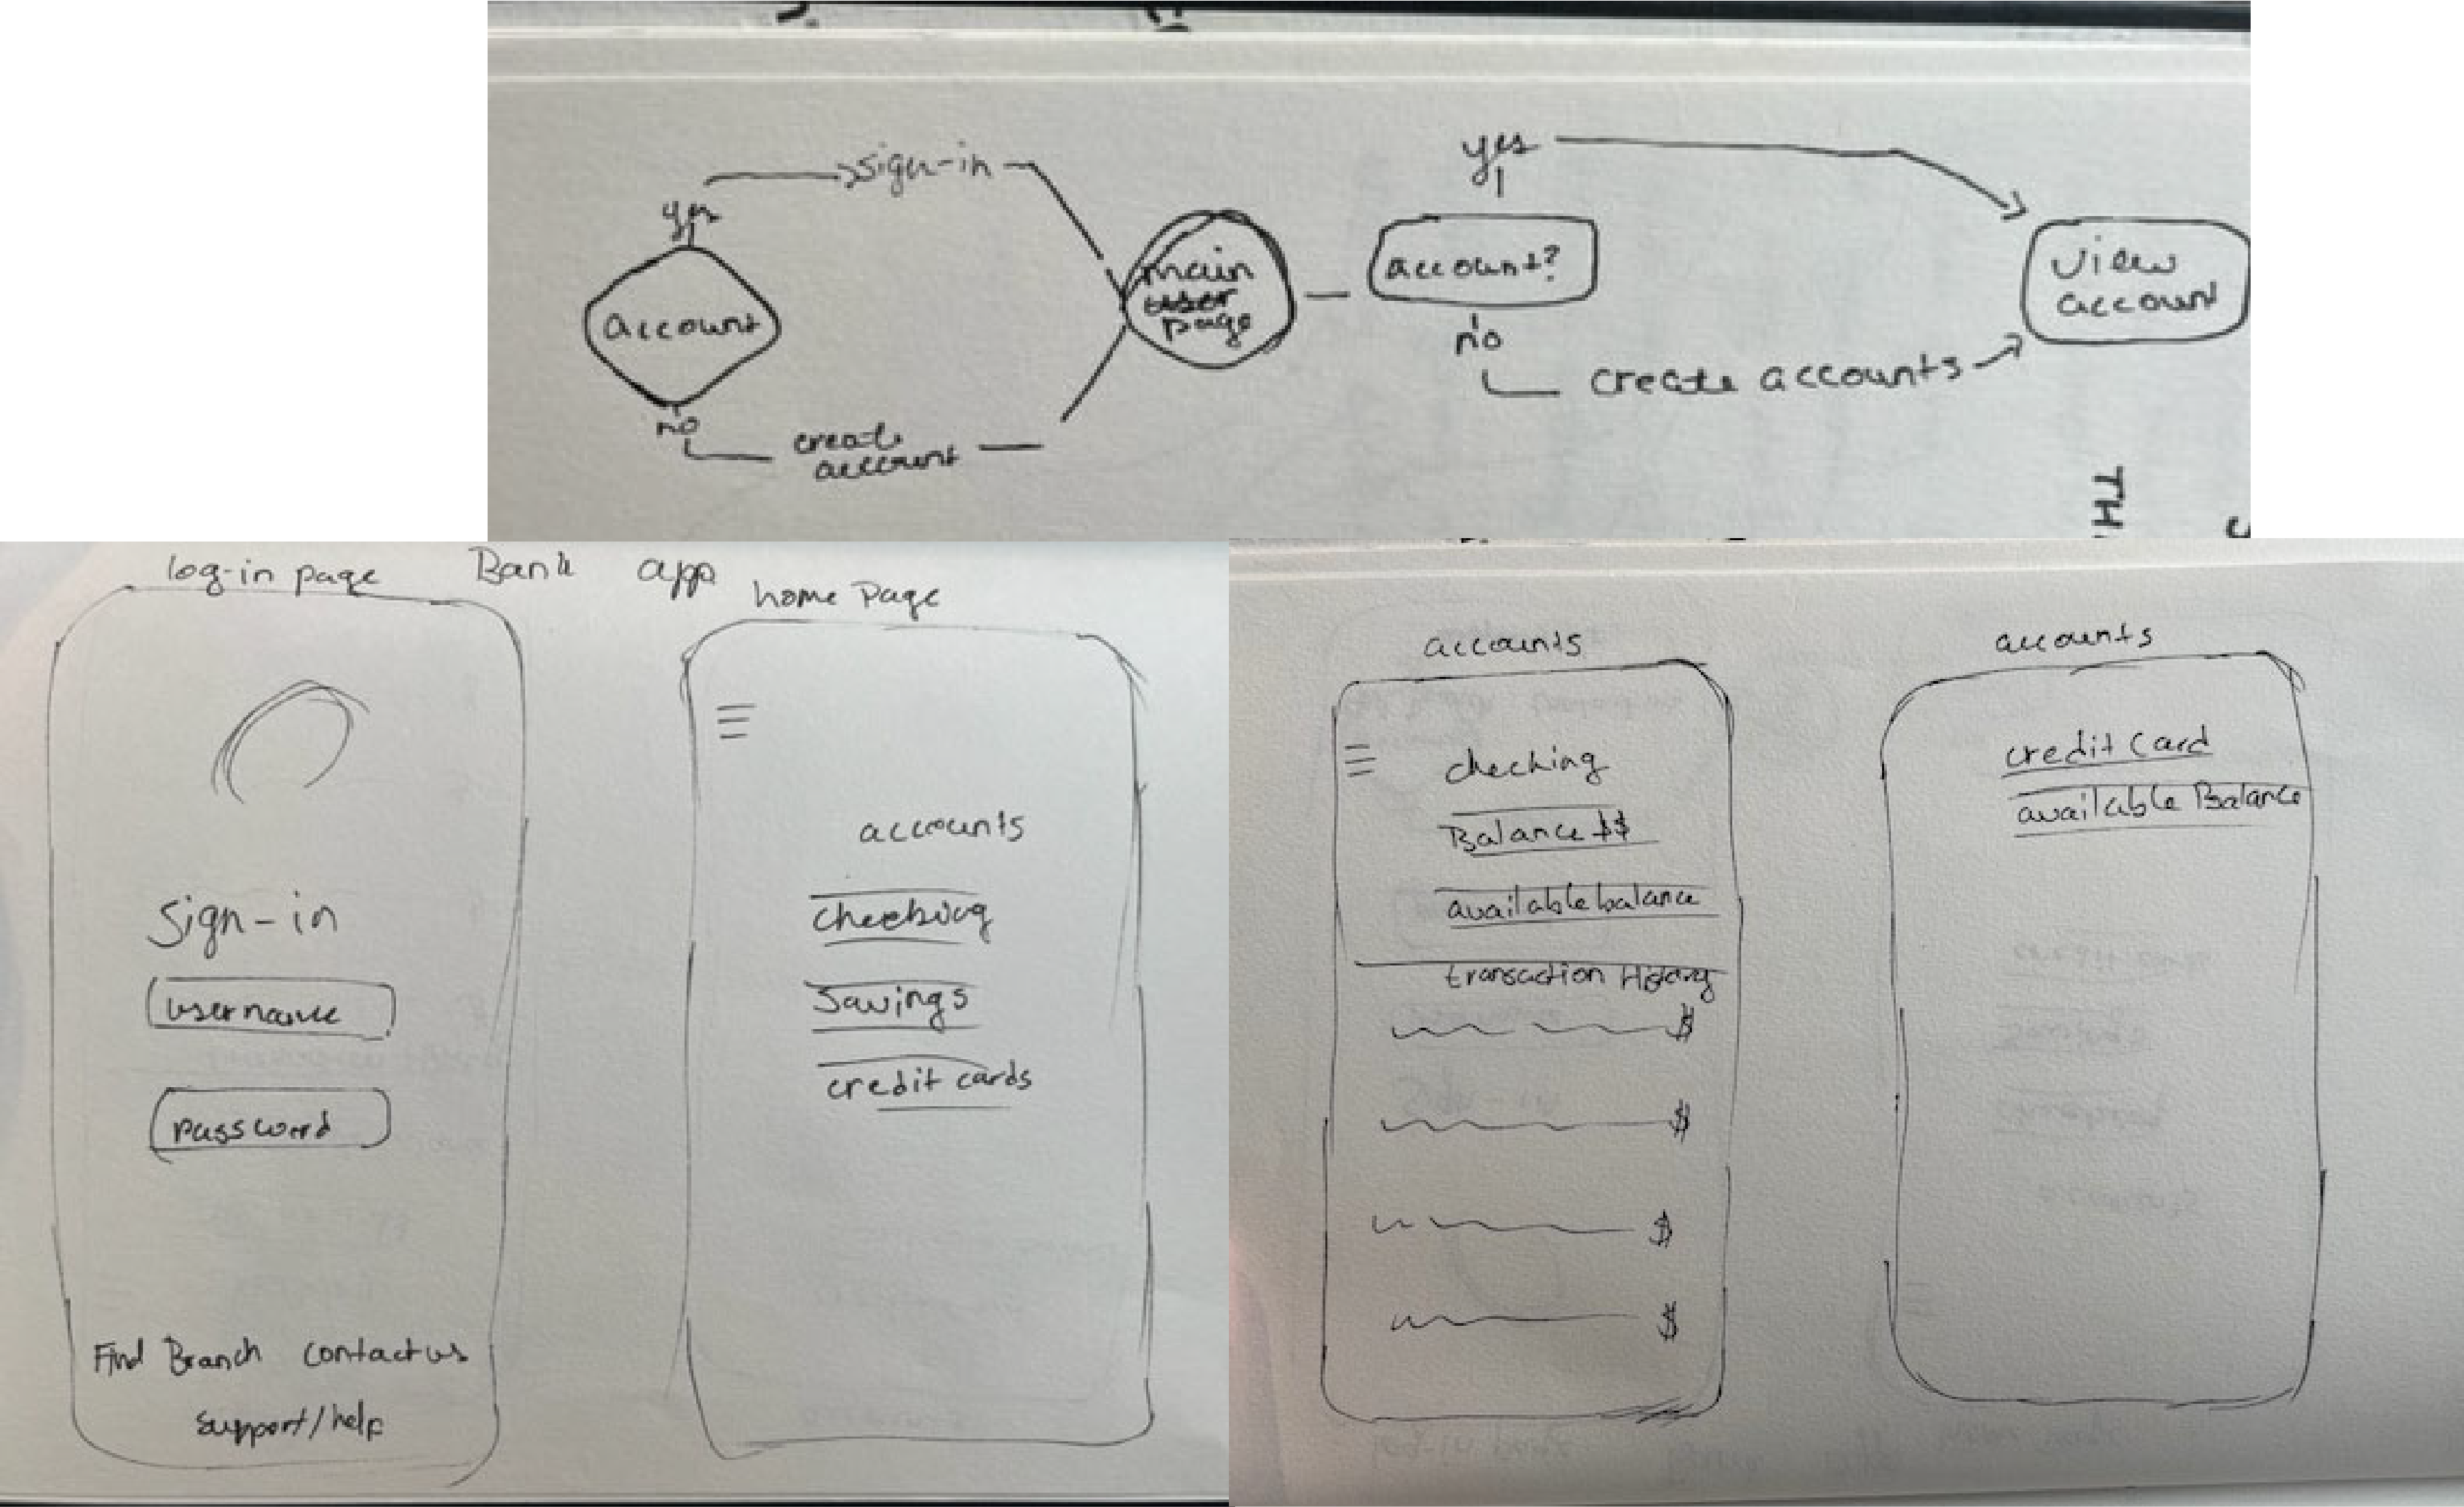 yes
sign-in
yes
account
no
create
account
main
user
page
account?
no
create accounts
view
account
TH
log-in page
Bank app
home Page
sign-in
username
password
Find Branch contact us
support/help
accounts
checking
savings
credit cards
accounts
checking
Balance $$
available balance
transaction History
$
$
$
$
accounts
credit card
available Balance